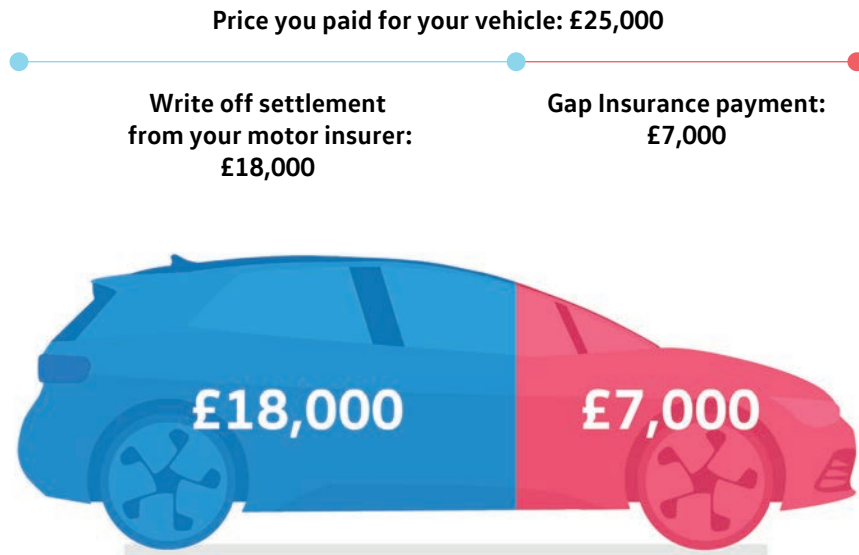 Price you paid for your vehicle: £25,000
Write off settlement
from your motor insurer:
£18,000
Gap Insurance payment:
£7,000
£18,000
£7,000